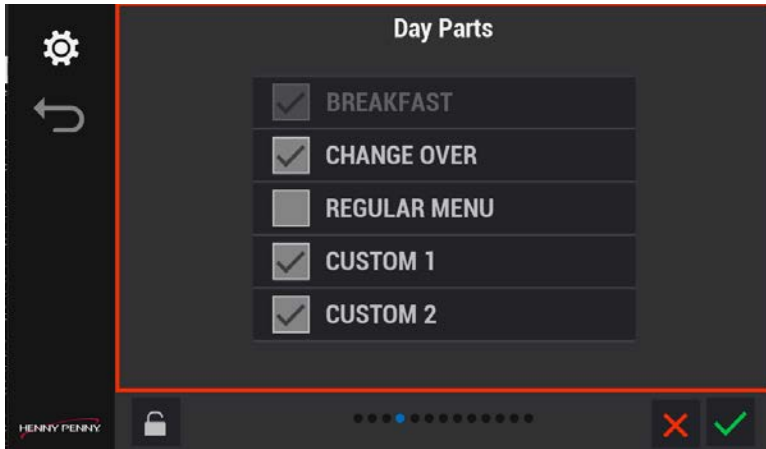 Day Parts
BREAKFAST
CHANGE OVER
REGULAR MENU
CUSTOM 1
CUSTOM 2
HENNY PENNY